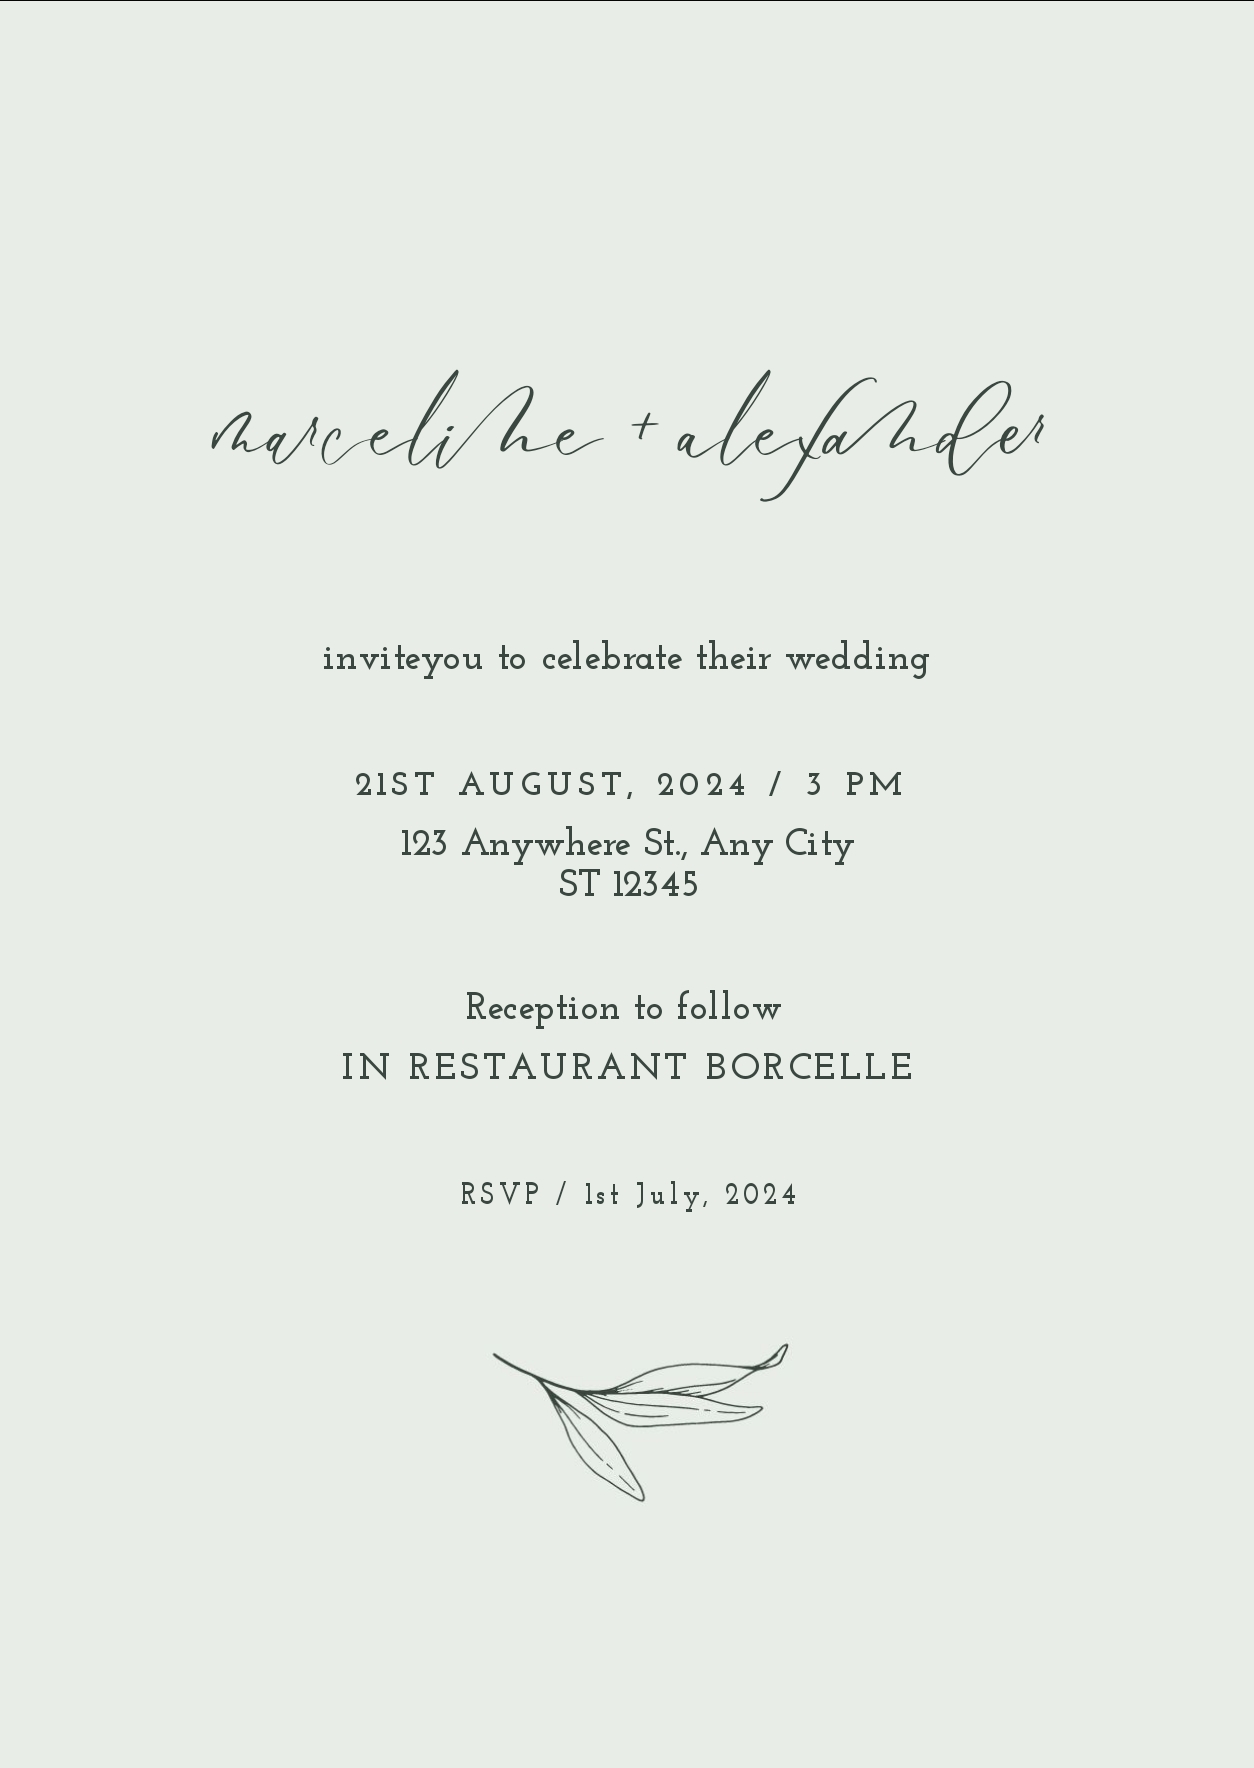 marceline + alexander
inviteyou to celebrate their wedding
21ST AUGUST, 2024 / 3 PM
123 Anywhere St., Any City
ST 12345
Reception to follow
IN RESTAURANT BORCELLE
RSVP / 1st July, 2024